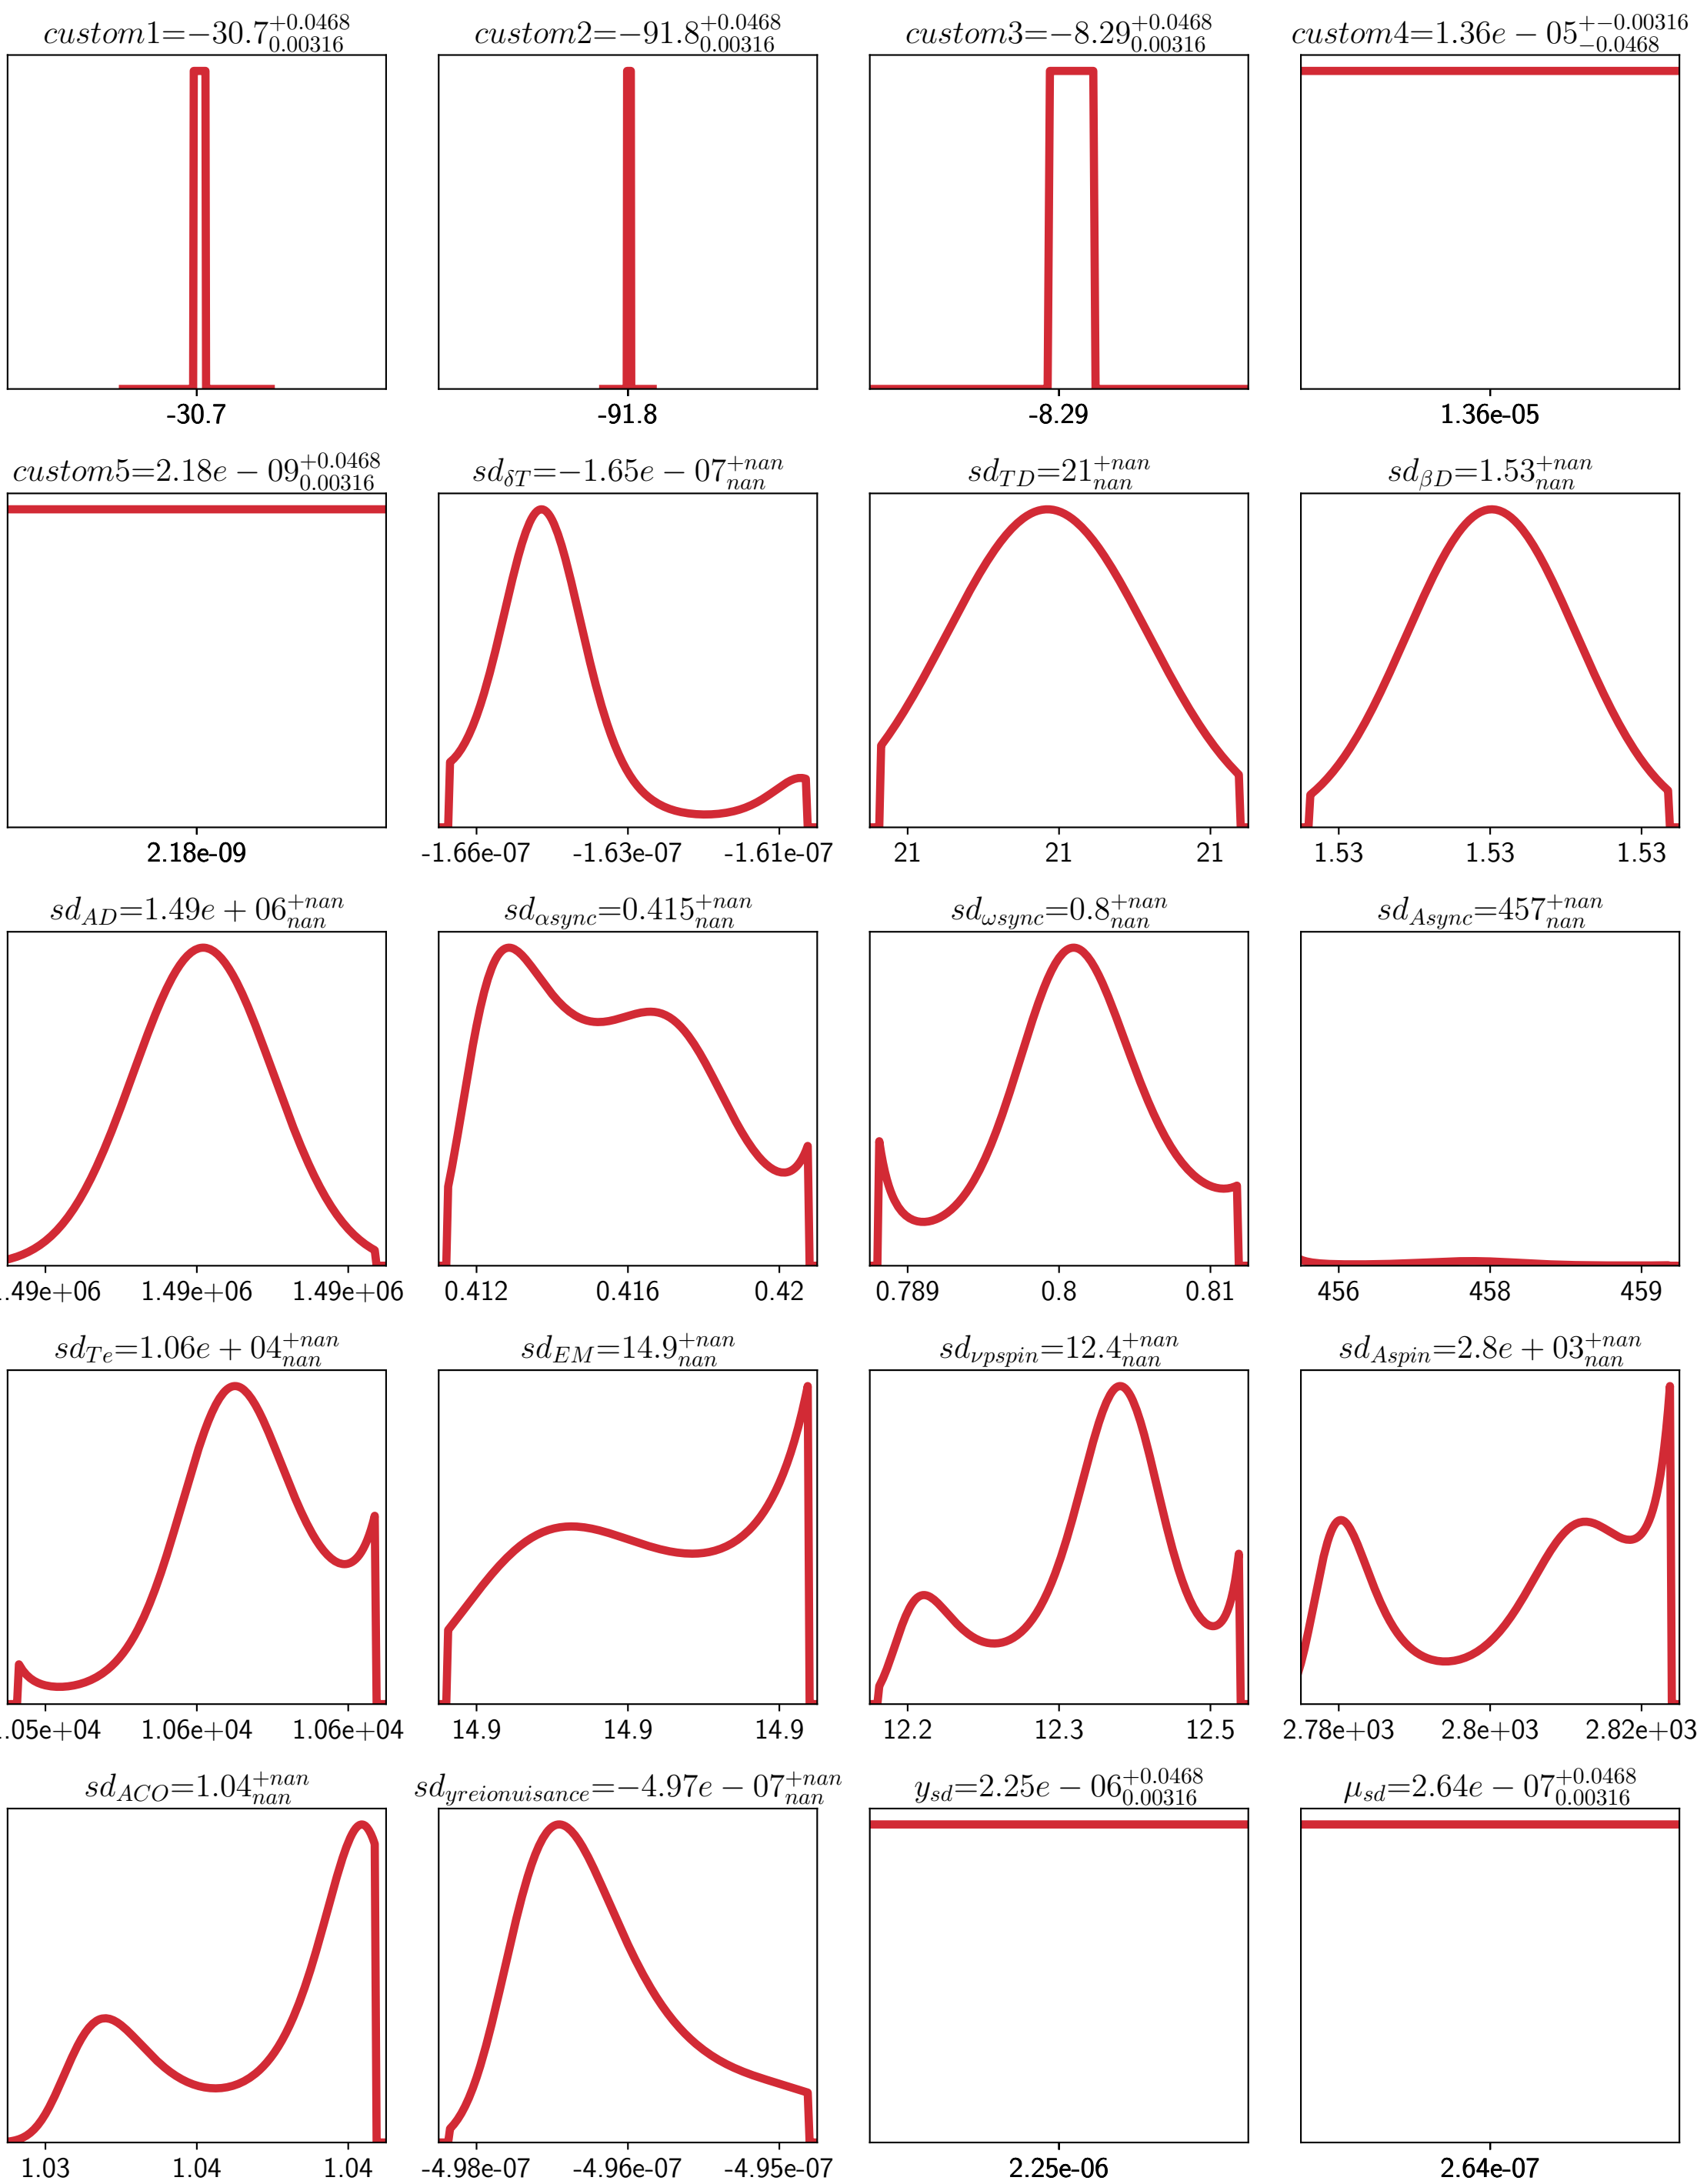 custom1=−30.7^{+0.0468}_{0.00316} custom2=−91.8^{+0.0468}_{0.00316} custom3=−8.29^{+0.0468}_{0.00316} custom4=1.36e − 05^{+−0.00316}_{−0.0468}
-30.7 -91.8 -8.29 1.36e-05
custom5=2.18e − 09^{+0.0468}_{0.00316} sd_{δT}=−1.65e − 07^{+nan}_{nan} sd_{TD}=21^{+nan}_{nan} sd_{βD}=1.53^{+nan}_{nan}
2.18e-09 -1.66e-07 -1.63e-07 -1.61e-07 21 21 21 1.53 1.53 1.53
sd_{AD}=1.49e + 06^{+nan}_{nan} sd_{αsync}=0.415^{+nan}_{nan} sd_{ωsync}=0.8^{+nan}_{nan} sd_{Async}=457^{+nan}_{nan}
.49e+06 1.49e+06 1.49e+06 0.412 0.416 0.42 0.789 0.8 0.81 456 458 459
sd_{Te}=1.06e + 04^{+nan}_{nan} sd_{EM}=14.9^{+nan}_{nan} sd_{νpspin}=12.4^{+nan}_{nan} sd_{Aspin}=2.8e + 03^{+nan}_{nan}
.05e+04 1.06e+04 1.06e+04 14.9 14.9 14.9 12.2 12.3 12.5 2.78e+03 2.8e+03 2.82e+03
sd_{ACO}=1.04^{+nan}_{nan} sd_{yreionuisance}=−4.97e − 07^{+nan}_{nan} y_{sd}=2.25e − 06^{+0.0468}_{0.00316} μ_{sd}=2.64e − 07^{+0.0468}_{0.00316}
1.03 1.04 1.04 -4.98e-07 -4.96e-07 -4.95e-07 2.25e-06 2.64e-07